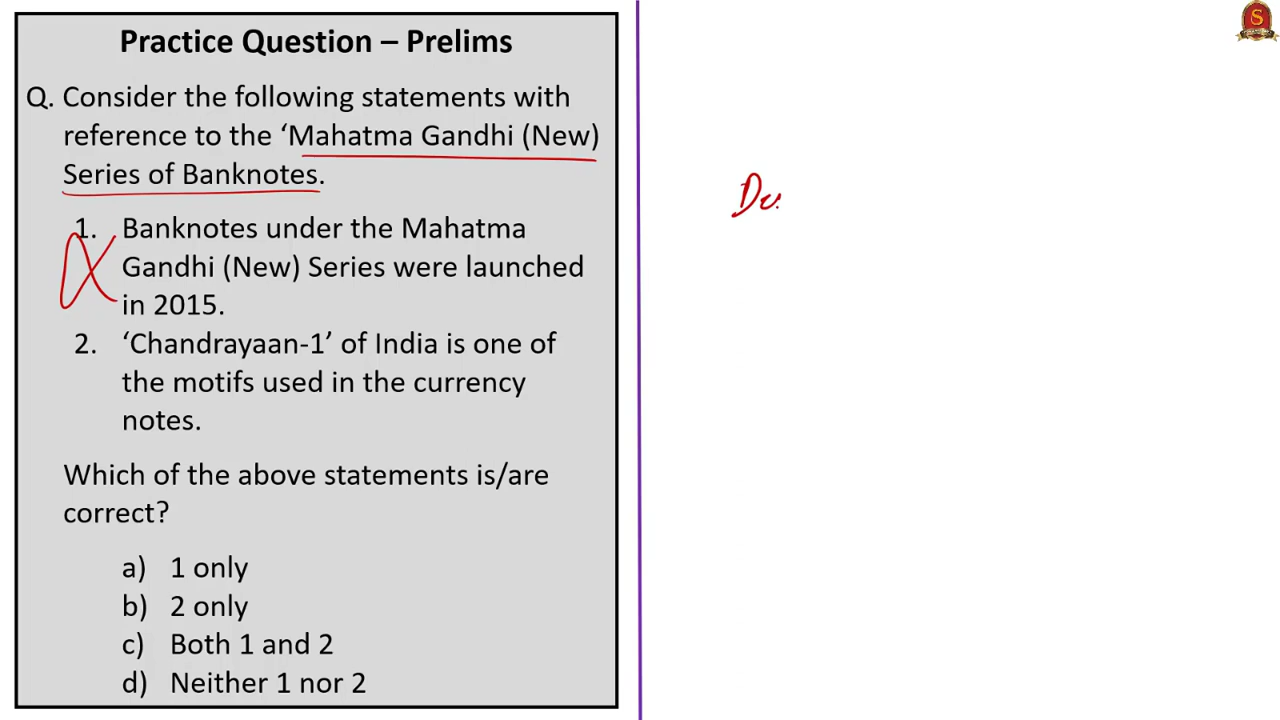 Practice Question – Prelims
Q. Consider the following statements with
reference to the ‘Mahatma Gandhi (New)
Series of Banknotes.
1. Banknotes under the Mahatma
Gandhi (New) Series were launched
in 2015.
2. ‘Chandrayaan-1’ of India is one of
the motifs used in the currency
notes.
Which of the above statements is/are
correct?
a) 1 only
b) 2 only
c) Both 1 and 2
d) Neither 1 nor 2
S